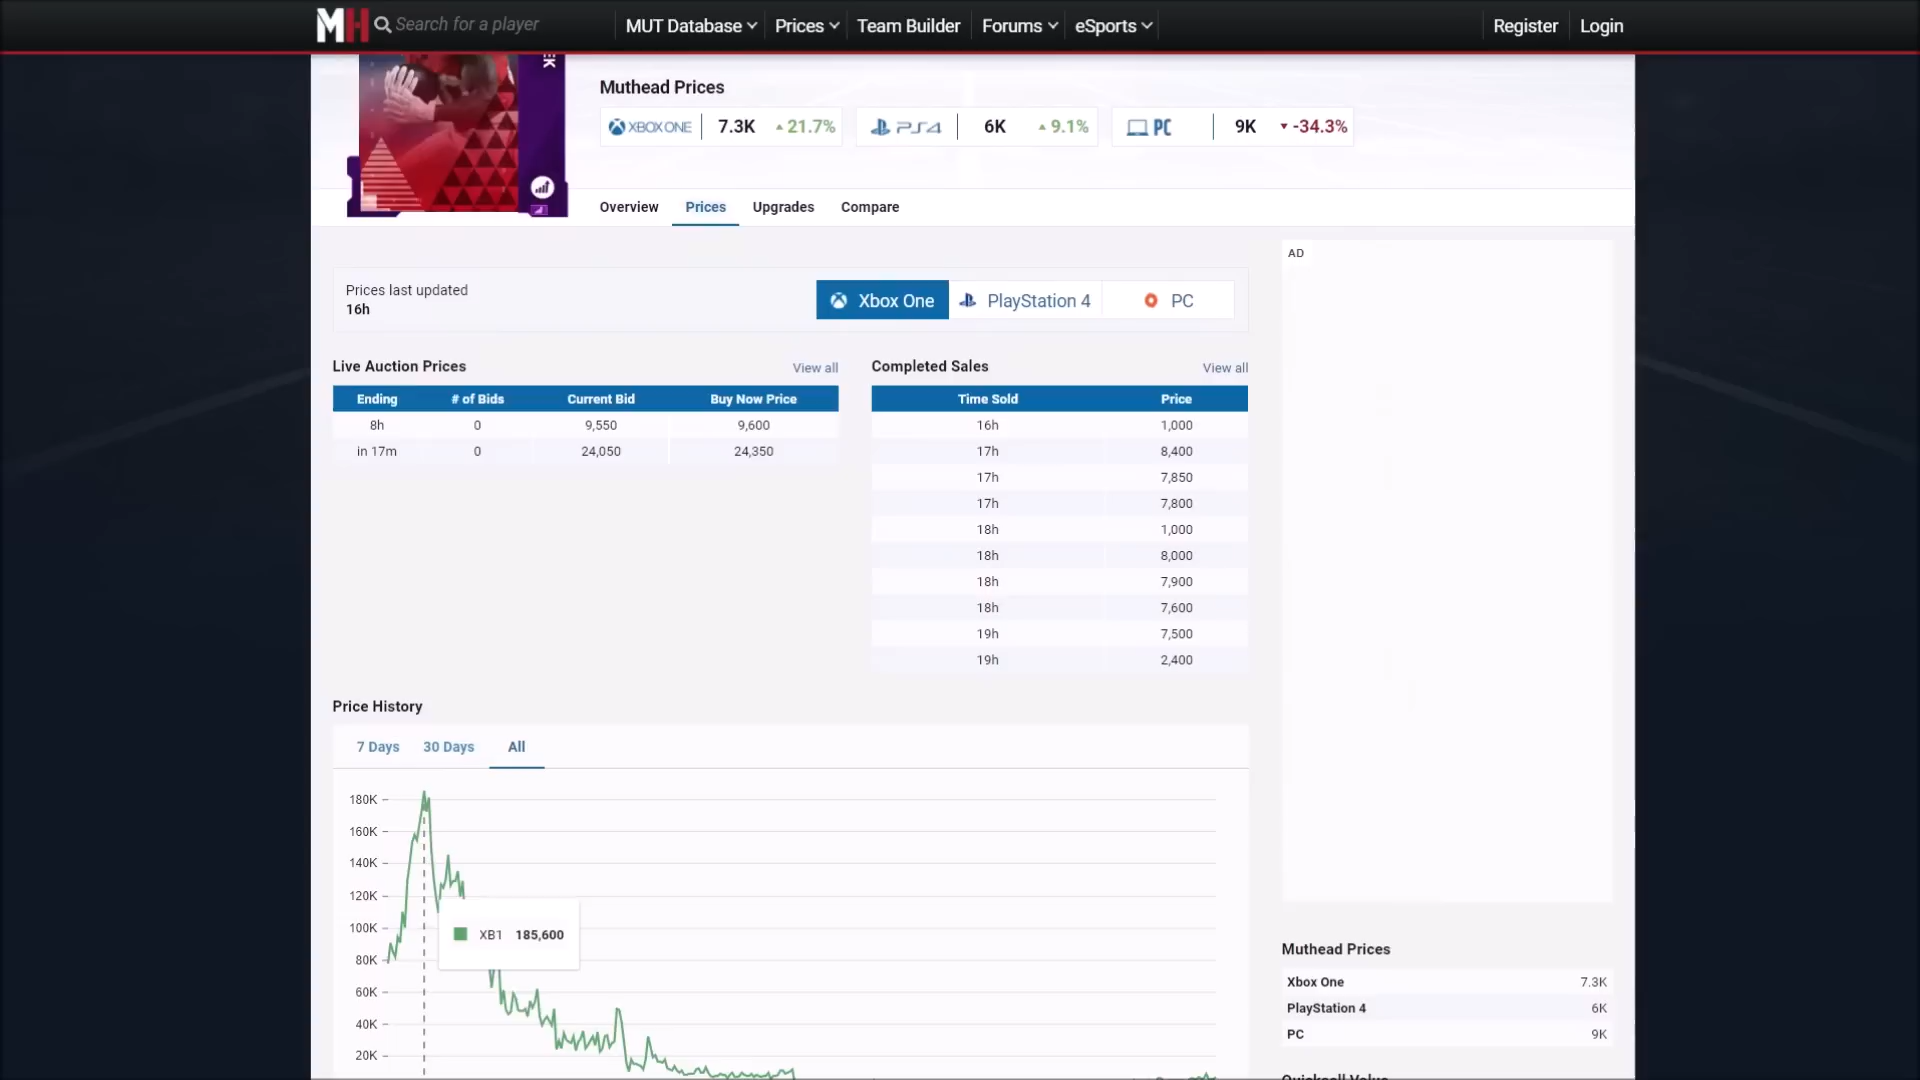 MH Search for a player MUT Database Prices Team Builder Forums eSports Register Login
Muthead Prices
XBOX ONE 7.3K 21.7% PS4 6K 9.1% PC 9K -34.3%
Overview Prices Upgrades Compare
AD
Prices last updated
16h
Xbox One PlayStation 4 PC
Live Auction Prices View all
Ending # of Bids Current Bid Buy Now Price
8h 0 9,550 9,600
in 17m 0 24,050 24,350
Completed Sales View all
Time Sold Price
16h 1,000
17h 8,400
17h 7,850
17h 7,800
18h 1,000
18h 8,000
18h 7,900
18h 7,600
19h 7,500
19h 2,400
Price History
7 Days 30 Days All
180K
160K
140K
120K
100K
80K
60K
40K
20K
XB1 185,600
Muthead Prices
Xbox One 7.3K
PlayStation 4 6K
PC 9K
Quicksell Value